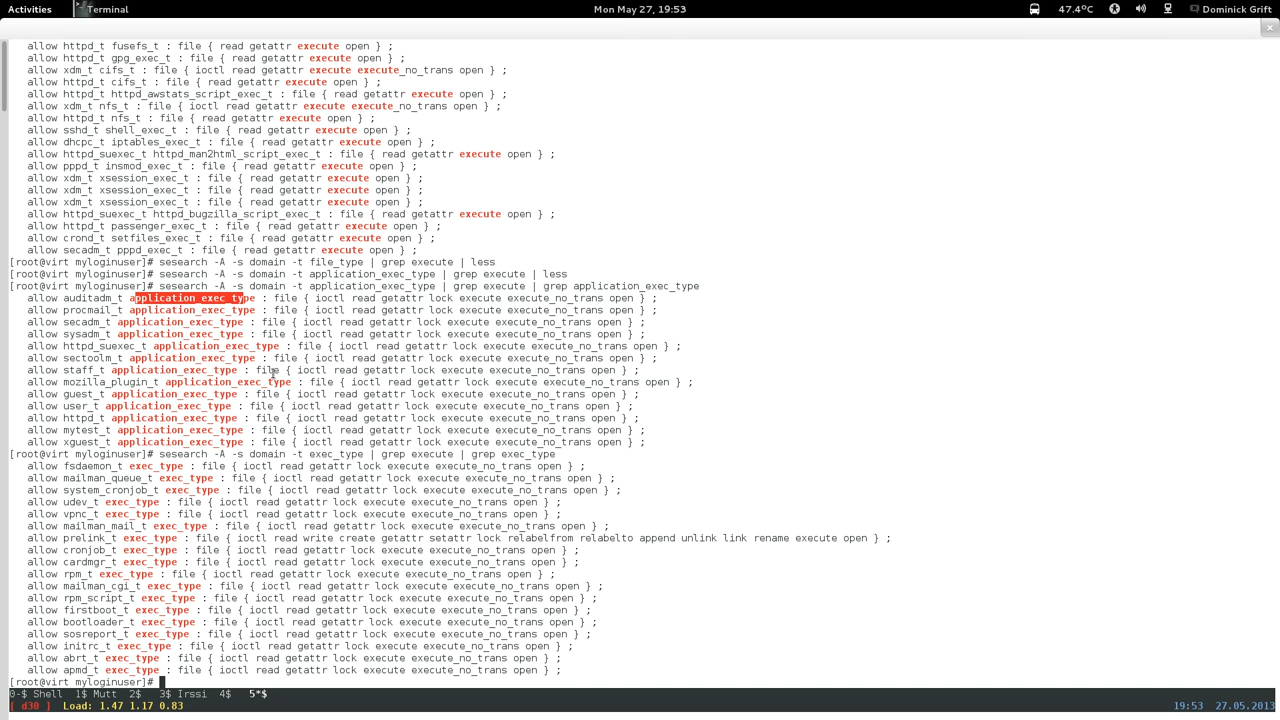 Activities Terminal Mon May 27, 19:53 47.4°C Dominick Grift
allow httpd_t fusefs_t : file { read getattr execute open } ;
allow httpd_t gpg_exec_t : file { read getattr execute open } ;
allow xdm_t cifs_t : file { ioctl read getattr execute execute_no_trans open } ;
allow httpd_t cifs_t : file { read getattr execute open } ;
allow httpd_t httpd_awstats_script_exec_t : file { read getattr execute open } ;
allow xdm_t nfs_t : file { ioctl read getattr execute execute_no_trans open } ;
allow httpd_t nfs_t : file { read getattr execute open } ;
allow sshd_t shell_exec_t : file { read getattr execute open } ;
allow dhcpc_t iptables_exec_t : file { read getattr execute open } ;
allow httpd_suexec_t httpd_man2html_script_exec_t : file { read getattr execute open } ;
allow pppd_t insmod_exec_t : file { read getattr execute open } ;
allow xdm_t xsession_exec_t : file { read getattr execute open } ;
allow xdm_t xsession_exec_t : file { read getattr execute open } ;
allow xdm_t xsession_exec_t : file { read getattr execute open } ;
allow httpd_suexec_t httpd_bugzilla_script_exec_t : file { read getattr execute open } ;
allow httpd_t passenger_exec_t : file { read getattr execute open } ;
allow crond_t setfiles_exec_t : file { read getattr execute open } ;
allow secadm_t pppd_exec_t : file { read getattr execute open } ;
[root@virt myloginuser]# sesearch -A -s domain -t file_type | grep execute | less
[root@virt myloginuser]# sesearch -A -s domain -t application_exec_type | grep execute | less
[root@virt myloginuser]# sesearch -A -s domain -t application_exec_type | grep execute | grep application_exec_type
allow auditadm_t application_exec_type : file { ioctl read getattr lock execute execute_no_trans open } ;
allow procmail_t application_exec_type : file { ioctl read getattr lock execute execute_no_trans open } ;
allow secadm_t application_exec_type : file { ioctl read getattr lock execute execute_no_trans open } ;
allow sysadm_t application_exec_type : file { ioctl read getattr lock execute execute_no_trans open } ;
allow httpd_suexec_t application_exec_type : file { ioctl read getattr lock execute execute_no_trans open } ;
allow sectoolm_t application_exec_type : file { ioctl read getattr lock execute execute_no_trans open } ;
allow staff_t application_exec_type : file { ioctl read getattr lock execute execute_no_trans open } ;
allow mozilla_plugin_t application_exec_type : file { ioctl read getattr lock execute execute_no_trans open } ;
allow guest_t application_exec_type : file { ioctl read getattr lock execute execute_no_trans open } ;
allow user_t application_exec_type : file { ioctl read getattr lock execute execute_no_trans open } ;
allow httpd_t application_exec_type : file { ioctl read getattr lock execute execute_no_trans open } ;
allow mytest_t application_exec_type : file { ioctl read getattr lock execute execute_no_trans open } ;
allow xguest_t application_exec_type : file { ioctl read getattr lock execute execute_no_trans open } ;
[root@virt myloginuser]# sesearch -A -s domain -t exec_type | grep execute | grep exec_type
allow fsdaemon_t exec_type : file { ioctl read getattr lock execute execute_no_trans open } ;
allow mailman_queue_t exec_type : file { ioctl read getattr lock execute execute_no_trans open } ;
allow system_cronjob_t exec_type : file { ioctl read getattr lock execute execute_no_trans open } ;
allow udev_t exec_type : file { ioctl read getattr lock execute execute_no_trans open } ;
allow vpnc_t exec_type : file { ioctl read getattr lock execute execute_no_trans open } ;
allow mailman_mail_t exec_type : file { ioctl read getattr lock execute execute_no_trans open } ;
allow prelink_t exec_type : file { ioctl read write create getattr setattr lock relabelfrom relabelto append unlink link rename execute open } ;
allow cronjob_t exec_type : file { ioctl read getattr lock execute execute_no_trans open } ;
allow cardmgr_t exec_type : file { ioctl read getattr lock execute execute_no_trans open } ;
allow rpm_t exec_type : file { ioctl read getattr lock execute execute_no_trans open } ;
allow mailman_cgi_t exec_type : file { ioctl read getattr lock execute execute_no_trans open } ;
allow rpm_script_t exec_type : file { ioctl read getattr lock execute execute_no_trans open } ;
allow firstboot_t exec_type : file { ioctl read getattr lock execute execute_no_trans open } ;
allow bootloader_t exec_type : file { ioctl read getattr lock execute execute_no_trans open } ;
allow sosreport_t exec_type : file { ioctl read getattr lock execute execute_no_trans open } ;
allow initrc_t exec_type : file { ioctl read getattr lock execute execute_no_trans open } ;
allow abrt_t exec_type : file { ioctl read getattr lock execute execute_no_trans open } ;
allow apmd_t exec_type : file { ioctl read getattr lock execute execute_no_trans open } ;
[root@virt myloginuser]#
0-$ Shell 1$ Mutt 2$ 3$ Irssi 4$ 5*$
[ d30 ] Load: 1.47 1.17 0.83 19:53 27.05.2013